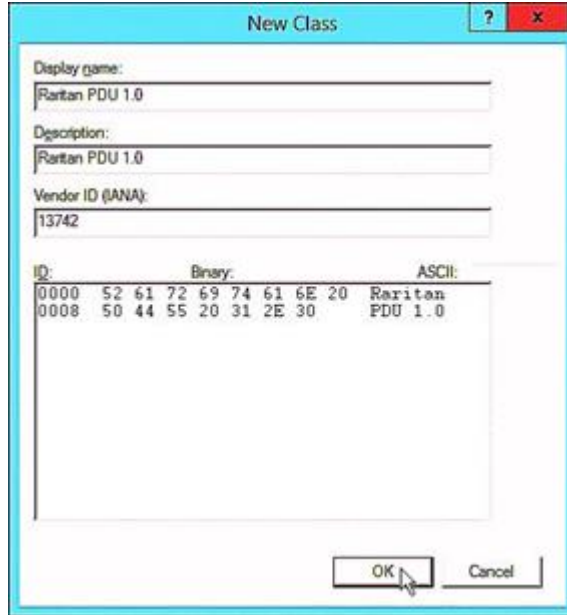 New Class
?
x
Display name:
Raritan PDU 1.0
Description:
Raritan PDU 1.0
Vendor ID (IANA):
13742
ID: Binary: ASCII:
0000 52 61 72 69 74 61 6E 20 Raritan
0008 50 44 55 20 31 2E 30 PDU 1.0
OK Cancel